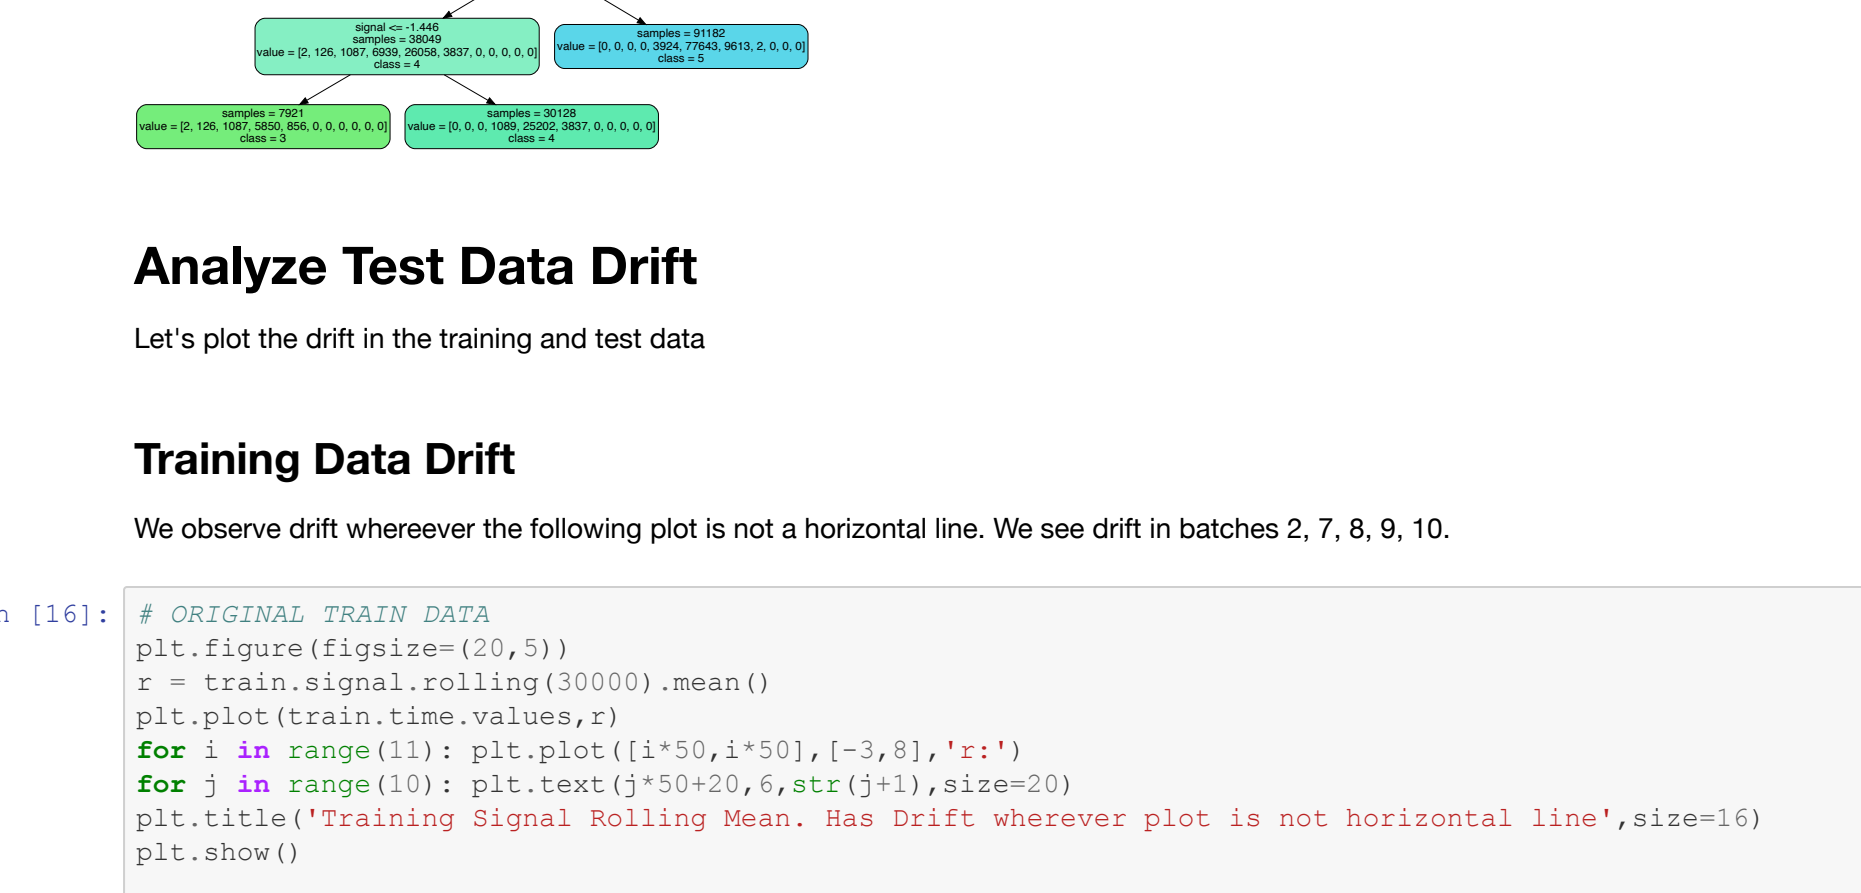 signal <= -1.446
samples = 38049
value = [2, 126, 1087, 6939, 26058, 3837, 0, 0, 0, 0, 0]
class = 4
samples = 91182
value = [0, 0, 0, 0, 3924, 77643, 9613, 2, 0, 0, 0]
class = 5
samples = 7921
value = [2, 126, 1087, 5850, 856, 0, 0, 0, 0, 0, 0]
class = 3
samples = 30128
value = [0, 0, 0, 1089, 25202, 3837, 0, 0, 0, 0, 0]
class = 4
Analyze Test Data Drift
Let's plot the drift in the training and test data
Training Data Drift
We observe drift whereever the following plot is not a horizontal line. We see drift in batches 2, 7, 8, 9, 10.
n [16]:
# ORIGINAL TRAIN DATA
plt.figure(figsize=(20,5))
r = train.signal.rolling(30000).mean()
plt.plot(train.time.values,r)
for i in range(11): plt.plot([i*50,i*50],[-3,8],'r:')
for j in range(10): plt.text(j*50+20,6,str(j+1),size=20)
plt.title('Training Signal Rolling Mean. Has Drift wherever plot is not horizontal line',size=16)
plt.show()